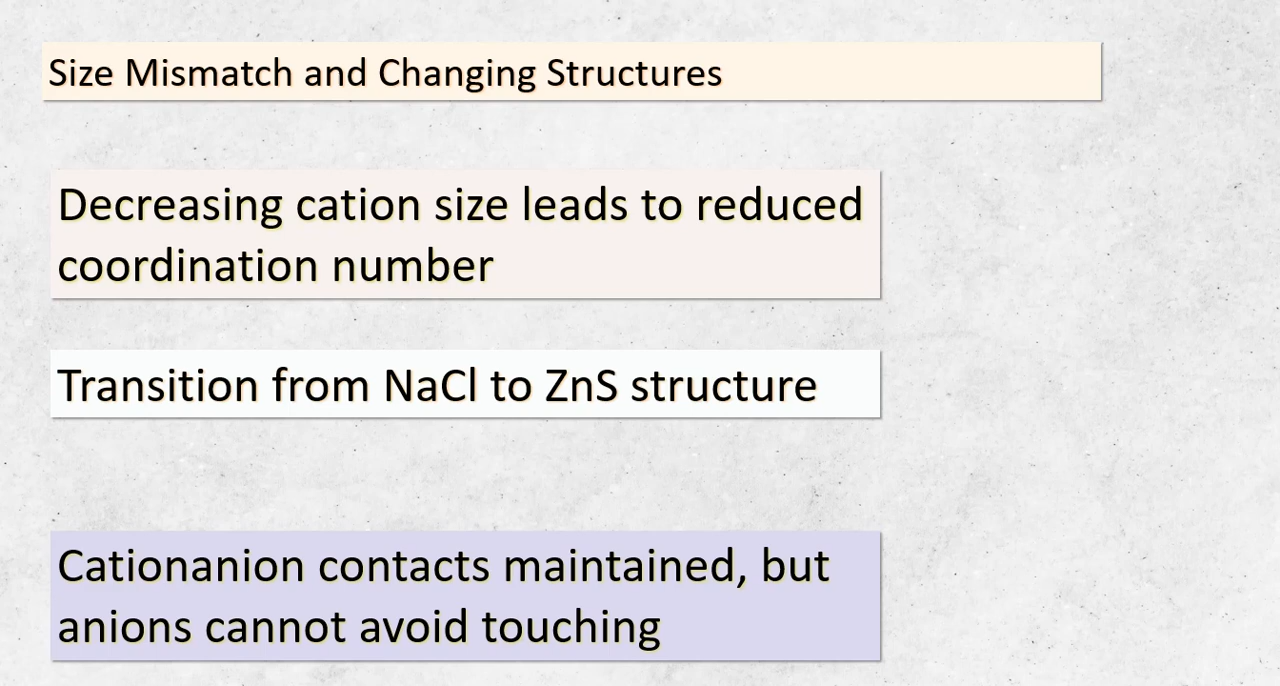 Size Mismatch and Changing Structures
Decreasing cation size leads to reduced
coordination number
Transition from NaCl to ZnS structure
Cationanion contacts maintained, but
anions cannot avoid touching